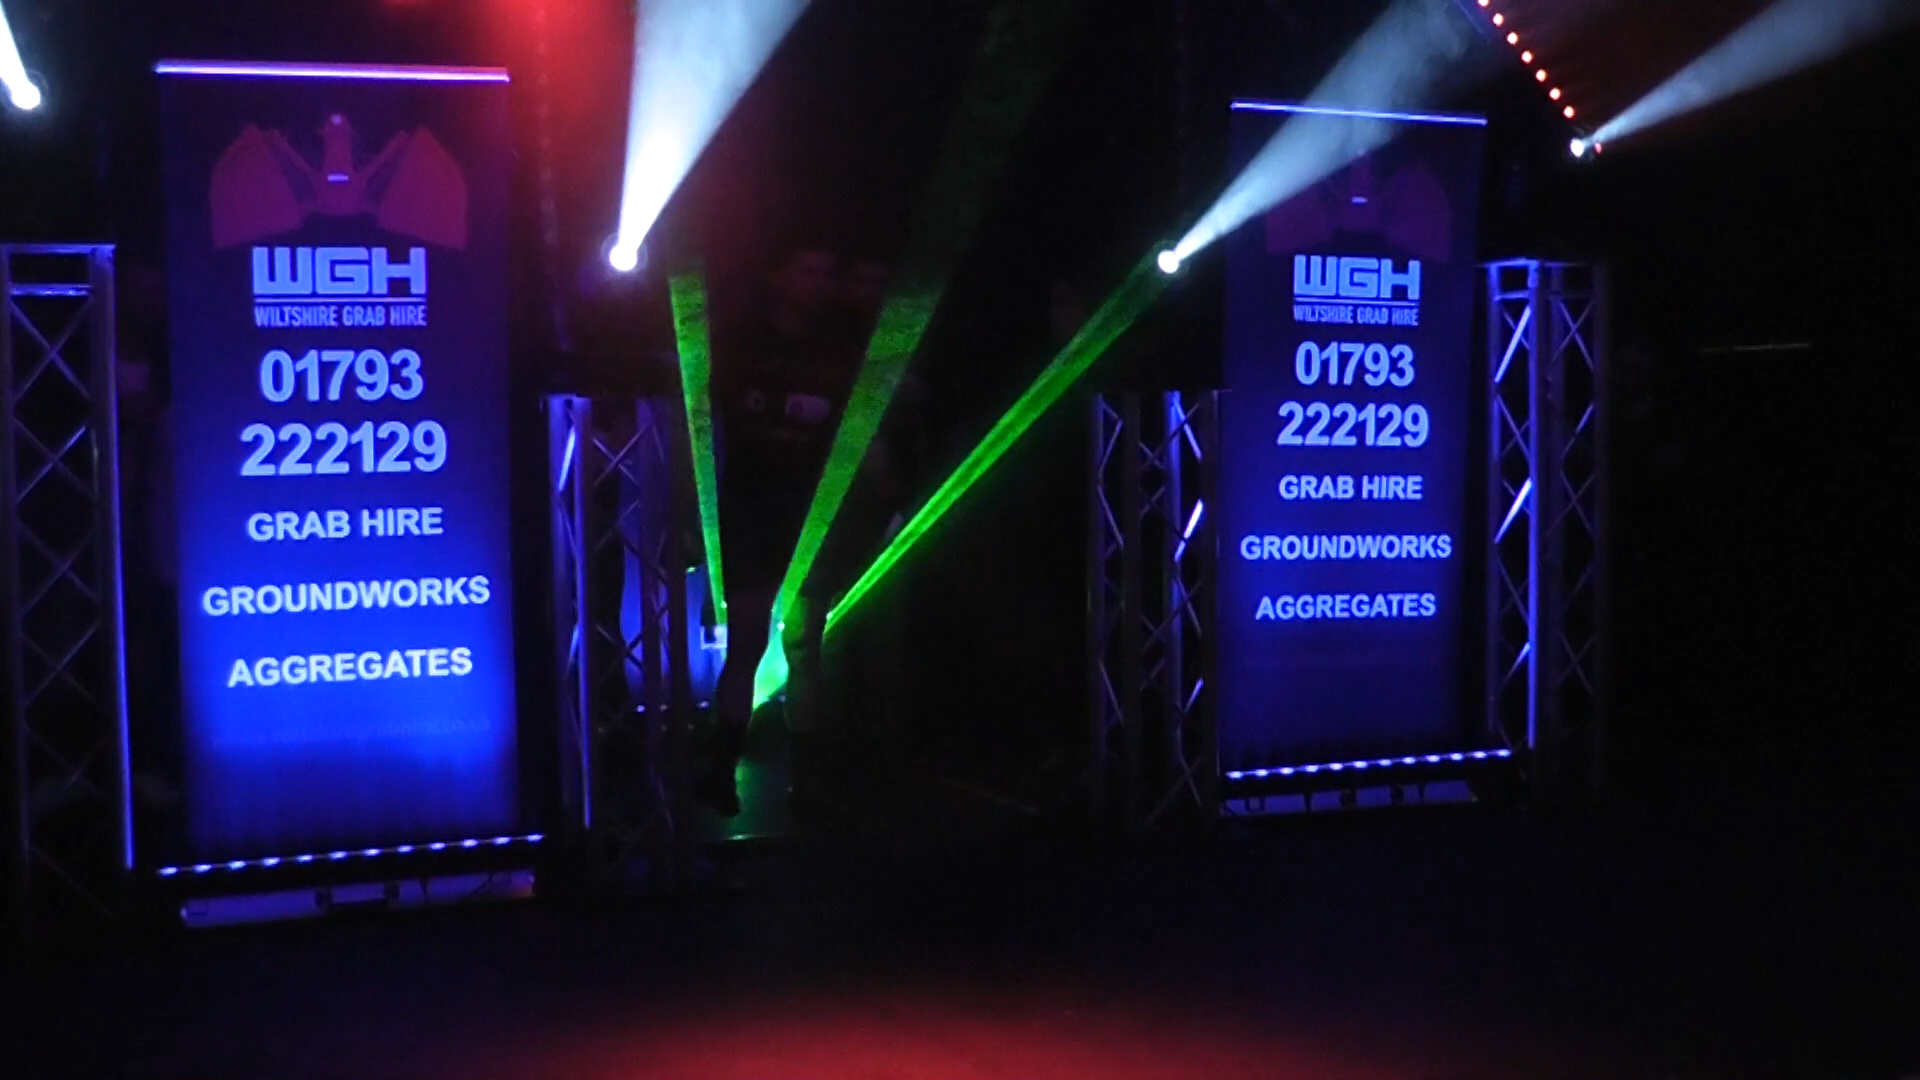 WGH
WILTSHIRE GRAB HIRE
01793
222129
GRAB HIRE
GROUNDWORKS
AGGREGATES
WGH
WILTSHIRE GRAB HIRE
01793
222129
GRAB HIRE
GROUNDWORKS
AGGREGATES